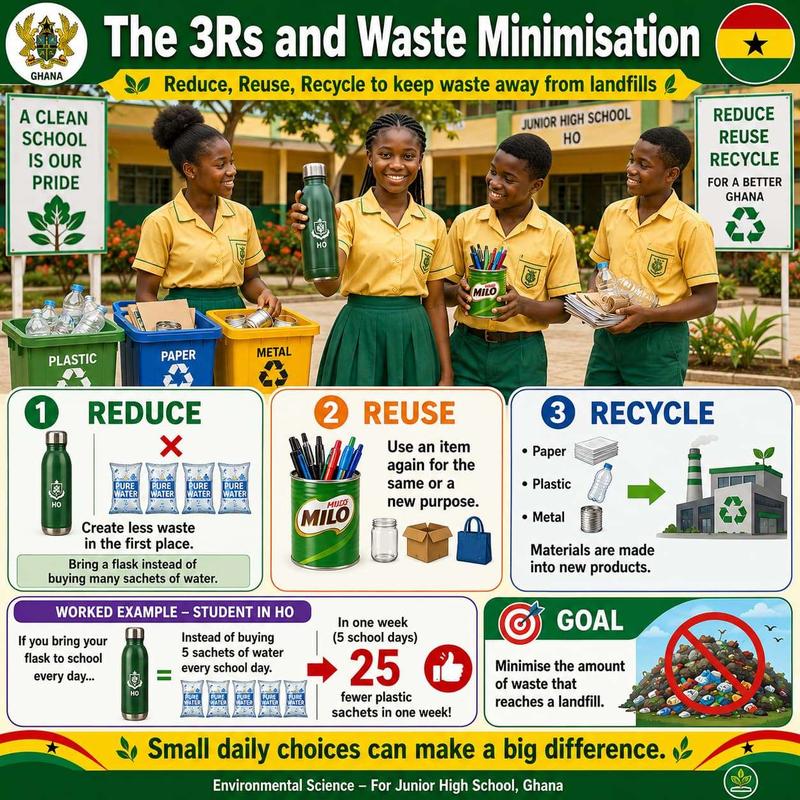 GHANA
The 3Rs and Waste Minimisation
Reduce, Reuse, Recycle to keep waste away from landfills
A CLEAN
SCHOOL
IS OUR
PRIDE
JUNIOR HIGH SCHOOL
HO
REDUCE
REUSE
RECYCLE
FOR A BETTER
GHANA
HO
MILO
PLASTIC
PAPER
METAL
1 REDUCE
HO
PURE
WATER
PURE
WATER
PURE
WATER
PURE
WATER
Create less waste
in the first place.
Bring a flask instead of
buying many sachets of water.
2 REUSE
MILO
Use an item
again for the
same or a
new purpose.
3 RECYCLE
• Paper
• Plastic
• Metal
Materials are made
into new products.
WORKED EXAMPLE – STUDENT IN HO
If you bring your
flask to school
every day...
HO
=
Instead of buying
5 sachets of water
every school day.
PURE
WATER
PURE
WATER
PURE
WATER
PURE
WATER
PURE
WATER
In one week
(5 school days)
25
fewer plastic
sachets in one week!
GOAL
Minimise the amount
of waste that
reaches a landfill.
Small daily choices can make a big difference.
Environmental Science – For Junior High School, Ghana